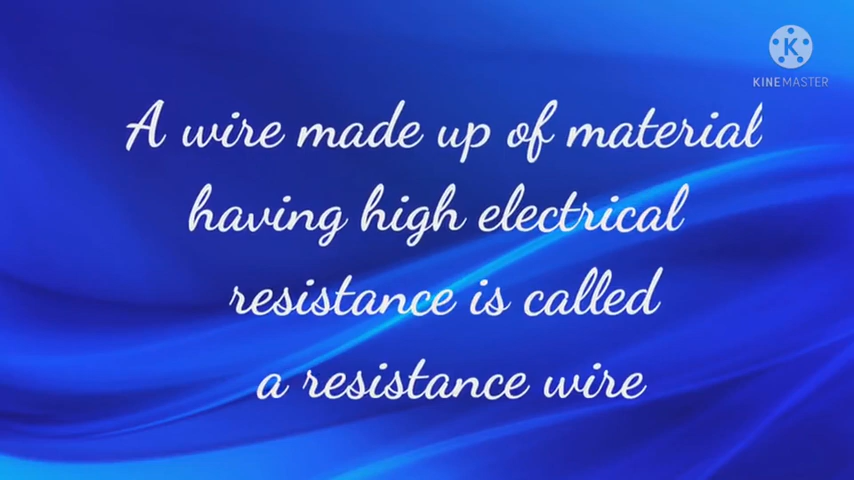 K
KINEMASTER
A wire made up of material
having high electrical
resistance is called
a resistance wire